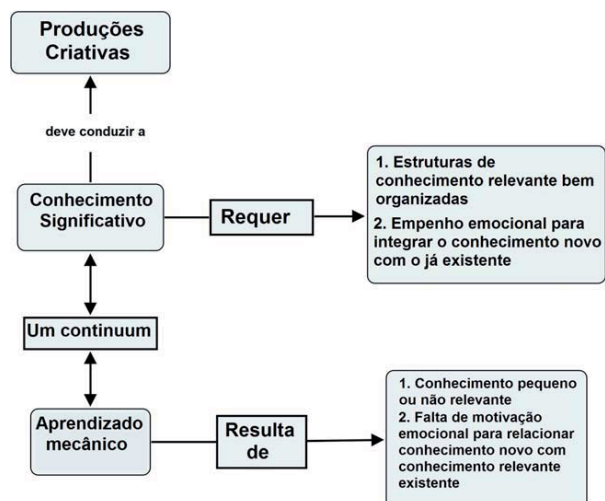 Produções
Criativas
deve conduzir a
Conhecimento
Significativo
Requer
1. Estruturas de
conhecimento relevante bem
organizadas
2. Empenho emocional para
integrar o conhecimento novo
com o já existente
Um continuum
Aprendizado
mecânico
Resulta
de
1. Conhecimento pequeno
ou não relevante
2. Falta de motivação
emocional para relacionar
conhecimento novo com
conhecimento relevante
existente